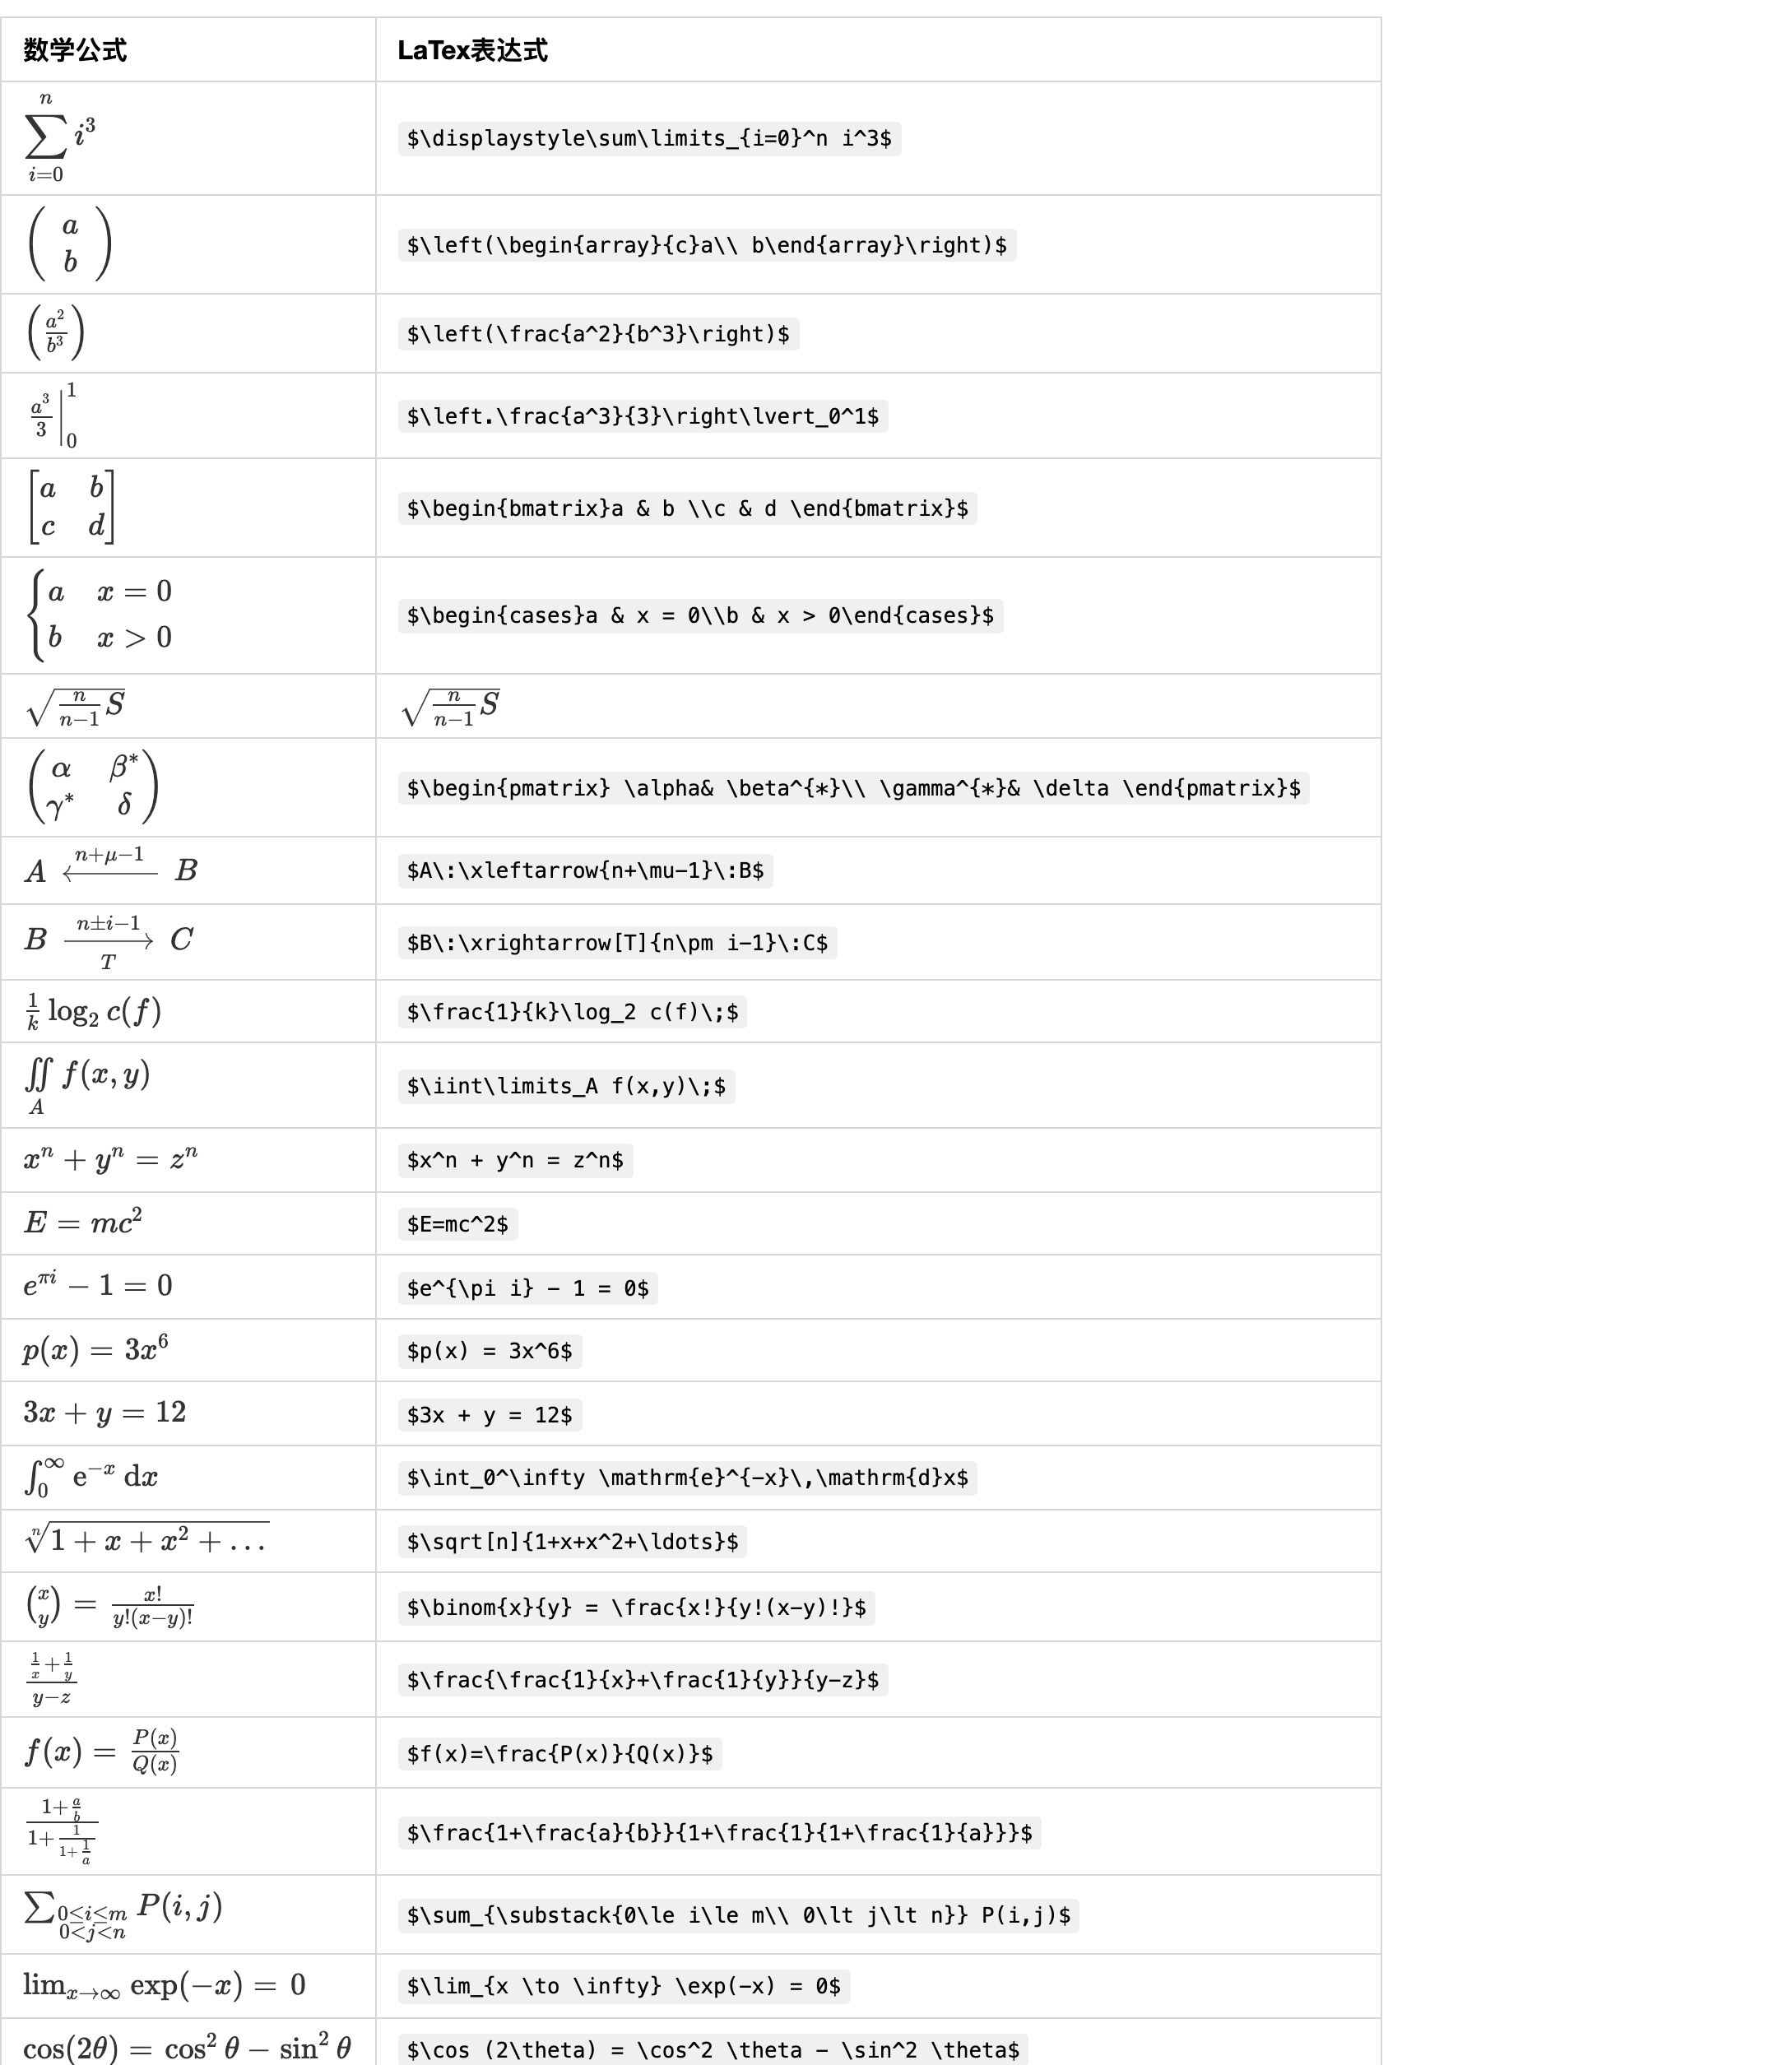 数学公式 LaTex表达式
$\displaystyle\sum\limits_{i=0}^n i^3$ $\displaystyle\sum\limits_{i=0}^n i^3$
$\left(\begin{array}{c}a\\ b\end{array}\right)$ $\left(\begin{array}{c}a\\ b\end{array}\right)$
$\left(\frac{a^2}{b^3}\right)$ $\left(\frac{a^2}{b^3}\right)$
$\left.\frac{a^3}{3}\right\lvert_0^1$ $\left.\frac{a^3}{3}\right\lvert_0^1$
$\begin{bmatrix}a & b \\c & d \end{bmatrix}$ $\begin{bmatrix}a & b \\c & d \end{bmatrix}$
$\begin{cases}a & x = 0\\b & x > 0\end{cases}$ $\begin{cases}a & x = 0\\b & x > 0\end{cases}$
$\sqrt{\frac{n}{n-1}S}$ $\sqrt{\frac{n}{n-1}S}$
$\begin{pmatrix} \alpha& \beta^{*}\\ \gamma^{*}& \delta \end{pmatrix}$ $\begin{pmatrix} \alpha& \beta^{*}\\ \gamma^{*}& \delta \end{pmatrix}$
$A\:\xleftarrow{n+\mu-1}\:B$ $A\:\xleftarrow{n+\mu-1}\:B$
$B\:\xrightarrow[T]{n\pm i-1}\:C$ $B\:\xrightarrow[T]{n\pm i-1}\:C$
$\frac{1}{k}\log_2 c(f)$ $\frac{1}{k}\log_2 c(f)\;$
$\iint\limits_A f(x,y)$ $\iint\limits_A f(x,y)\;$
$x^n + y^n = z^n$ $x^n + y^n = z^n$
$E=mc^2$ $E=mc^2$
$e^{\pi i} - 1 = 0$ $e^{\pi i} - 1 = 0$
$p(x) = 3x^6$ $p(x) = 3x^6$
$3x + y = 12$ $3x + y = 12$
$\int_0^\infty \mathrm{e}^{-x}\,\mathrm{d}x$ $\int_0^\infty \mathrm{e}^{-x}\,\mathrm{d}x$
$\sqrt[n]{1+x+x^2+\ldots}$ $\sqrt[n]{1+x+x^2+\ldots}$
$\binom{x}{y} = \frac{x!}{y!(x-y)!}$ $\binom{x}{y} = \frac{x!}{y!(x-y)!}$
$\frac{\frac{1}{x}+\frac{1}{y}}{y-z}$ $\frac{\frac{1}{x}+\frac{1}{y}}{y-z}$
$f(x)=\frac{P(x)}{Q(x)}$ $f(x)=\frac{P(x)}{Q(x)}$
$\frac{1+\frac{a}{b}}{1+\frac{1}{1+\frac{1}{a}}}$ $\frac{1+\frac{a}{b}}{1+\frac{1}{1+\frac{1}{a}}}$
$\sum_{\substack{0\le i\le m\\ 0\lt j\lt n}} P(i,j)$ $\sum_{\substack{0\le i\le m\\ 0\lt j\lt n}} P(i,j)$
$\lim_{x \to \infty} \exp(-x) = 0$ $\lim_{x \to \infty} \exp(-x) = 0$
$\cos (2\theta) = \cos^2 \theta - \sin^2 \theta$ $\cos (2\theta) = \cos^2 \theta - \sin^2 \theta$